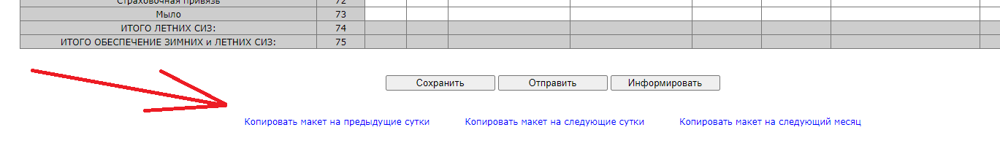 Страховочная привязь 72
Мыло 73
ИТОГО ЛЕТНИХ СИЗ: 74
ИТОГО ОБЕСПЕЧЕНИЕ ЗИМНИХ и ЛЕТНИХ СИЗ: 75
Сохранить Отправить Информировать
Копировать макет на предыдущие сутки Копировать макет на следующие сутки Копировать макет на следующий месяц